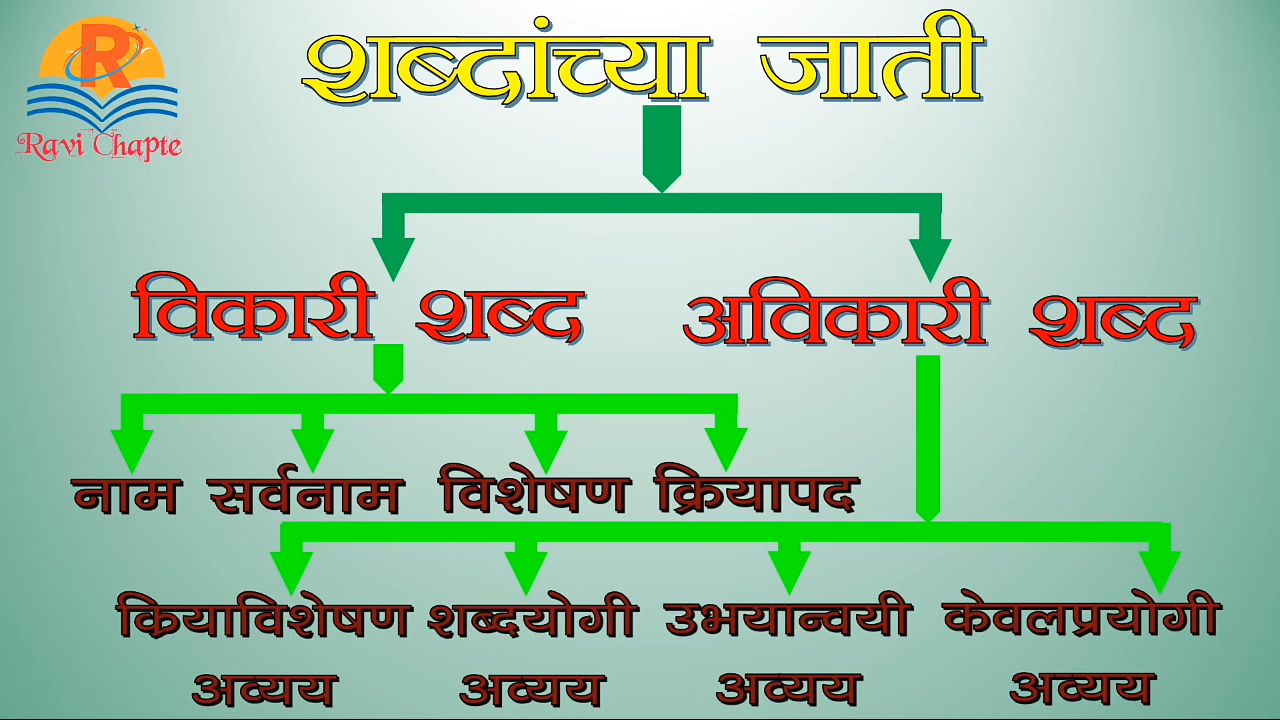 R
Ravi Chapte
शब्दांच्या जाती
विकारी शब्द
अविकारी शब्द
नाम सर्वनाम विशेषण क्रियापद
क्रियाविशेषण अव्यय
शब्दयोगी अव्यय
उभयान्वयी अव्यय
केवलप्रयोगी अव्यय